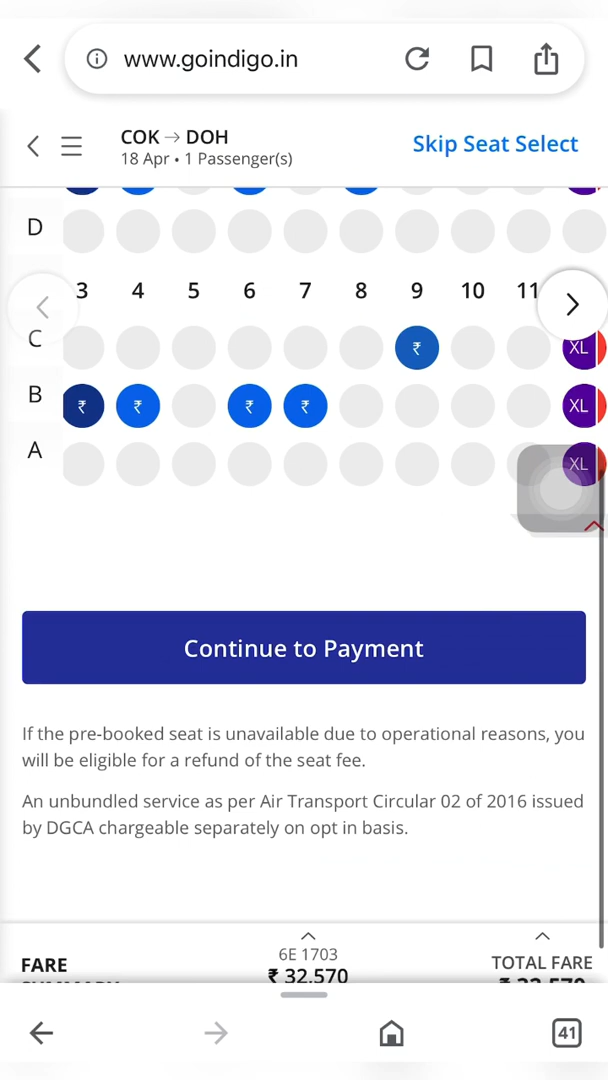 www.goindigo.in
COK → DOH
18 Apr • 1 Passenger(s)
Skip Seat Select
D
3 4 5 6 7 8 9 10 11
C ₹ XL
B ₹ ₹ ₹ ₹ XL
A XL
Continue to Payment
If the pre-booked seat is unavailable due to operational reasons, you
will be eligible for a refund of the seat fee.
An unbundled service as per Air Transport Circular 02 of 2016 issued
by DGCA chargeable separately on opt in basis.
6E 1703
FARE ₹ 32,570 TOTAL FARE
SUMMARY ₹ 32,570
41